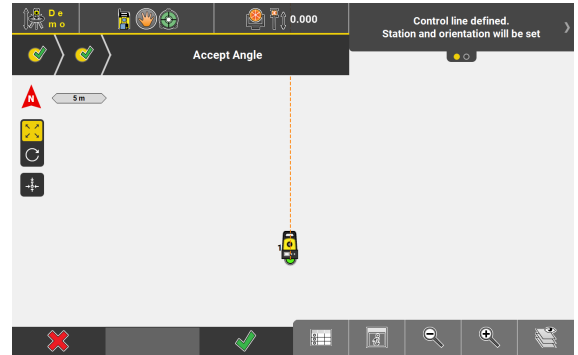 De
mo
0.000
Control line defined.
Station and orientation will be set
Accept Angle
N
5 m
1